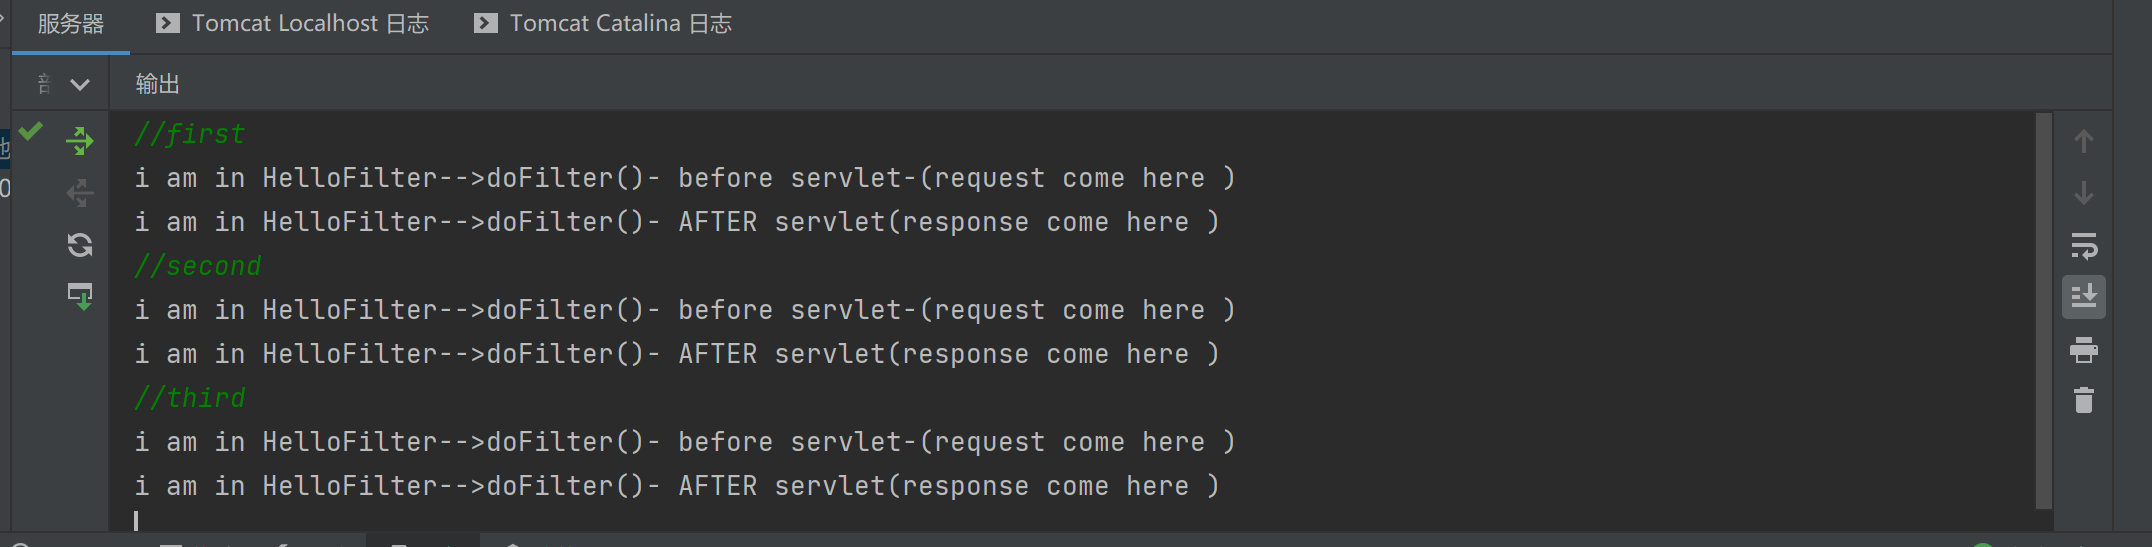 服务器 Tomcat Localhost 日志 Tomcat Catalina 日志
输出
//first
i am in HelloFilter-->doFilter()- before servlet-(request come here )
i am in HelloFilter-->doFilter()- AFTER servlet(response come here )
//second
i am in HelloFilter-->doFilter()- before servlet-(request come here )
i am in HelloFilter-->doFilter()- AFTER servlet(response come here )
//third
i am in HelloFilter-->doFilter()- before servlet-(request come here )
i am in HelloFilter-->doFilter()- AFTER servlet(response come here )